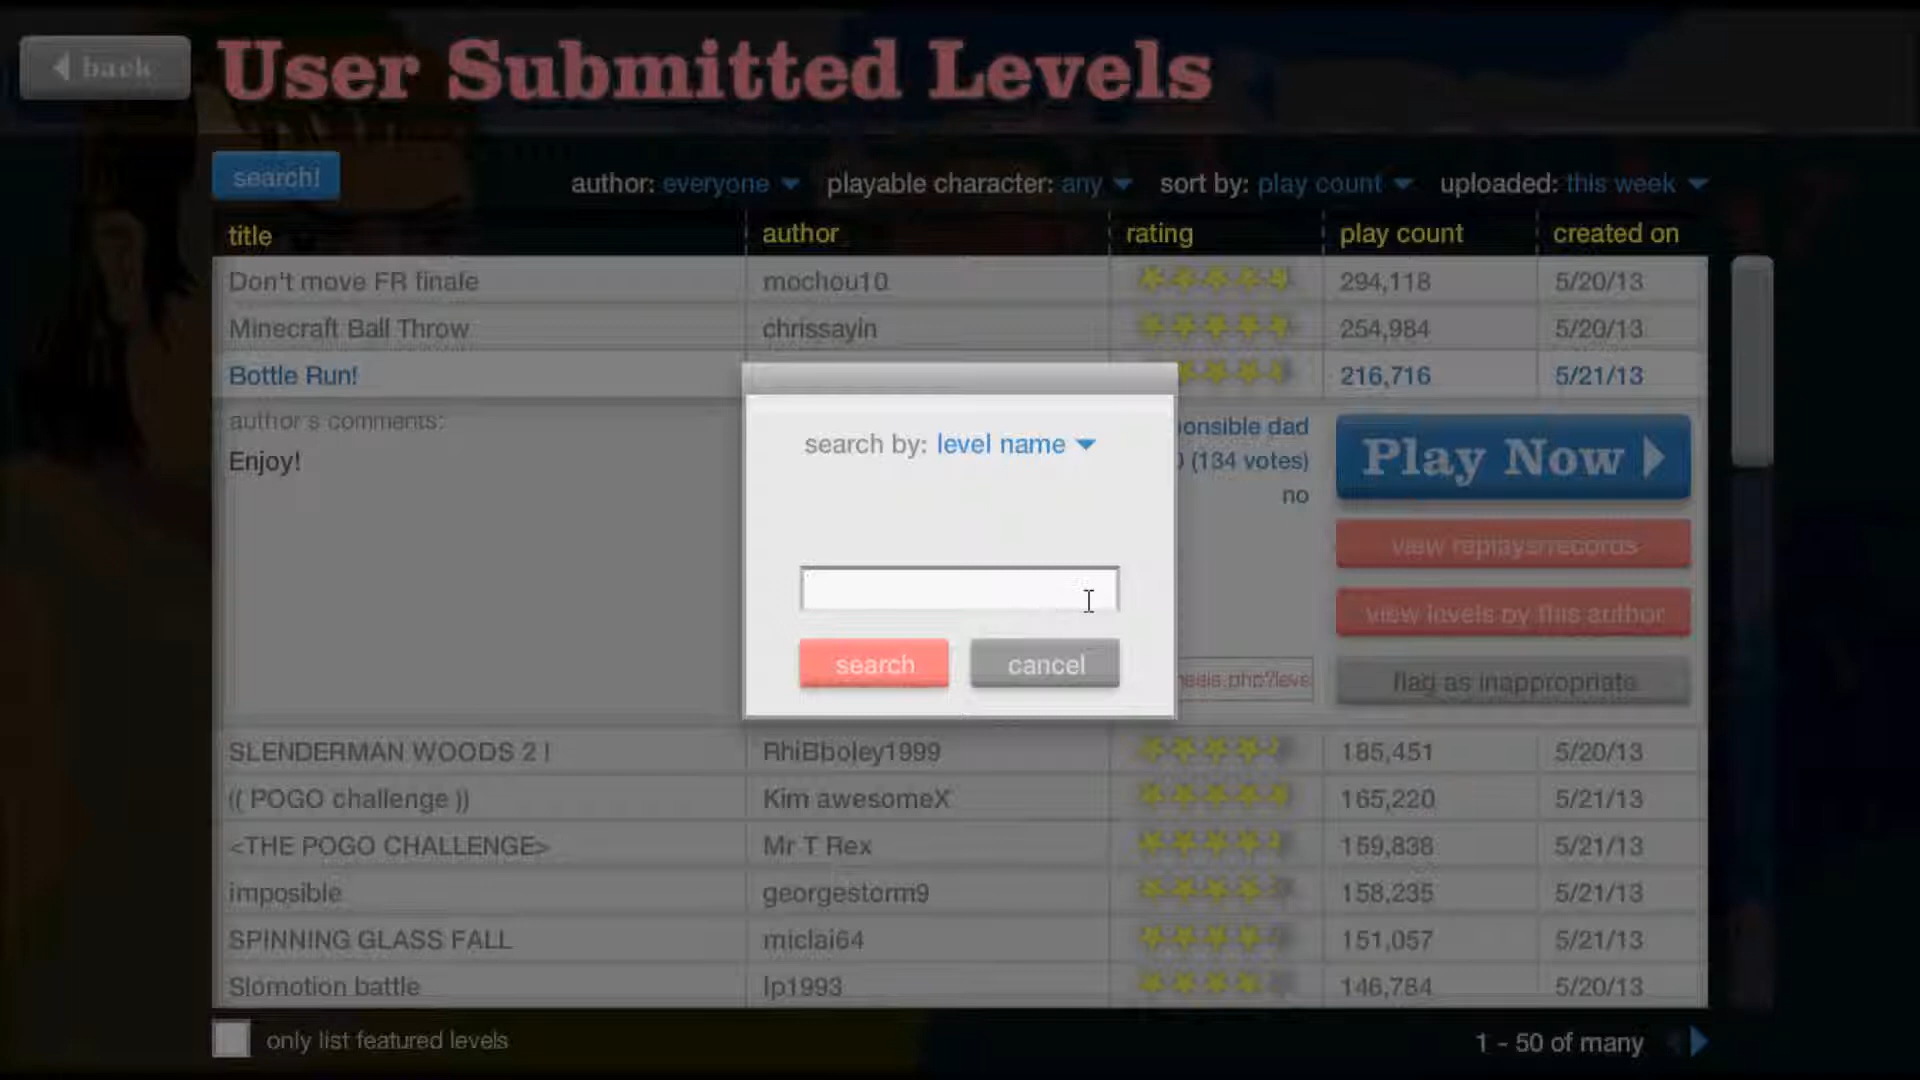 back
User Submitted Levels
search!
author: everyone
playable character: any
sort by: play count
uploaded: this week
title author rating play count created on
Don't move FR finale mochou10 294,118 5/20/13
Minecraft Ball Throw chrissayin 254,984 5/20/13
Bottle Run! 216,716 5/21/13
author's comments:
Enjoy!
search by: level name
search
cancel
onsible dad
(134 votes)
no
Play Now
view replays/records
view levels by this author
flag as inappropriate
SLENDERMAN WOODS 2 ! RhiBboley1999 185,451 5/20/13
(( POGO challenge )) Kim awesomeX 165,220 5/21/13
<THE POGO CHALLENGE> Mr T Rex 159,838 5/21/13
imposible georgestorm9 158,235 5/21/13
SPINNING GLASS FALL miclai64 151,057 5/21/13
Slomotion battle lp1993 146,784 5/20/13
only list featured levels
1 - 50 of many